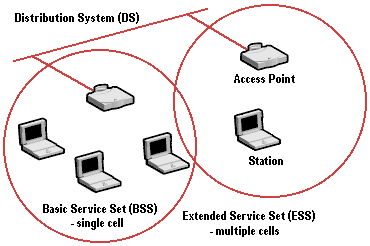 Distribution System (DS)
Access Point
Station
Basic Service Set (BSS)
- single cell
Extended Service Set (ESS)
- multiple cells